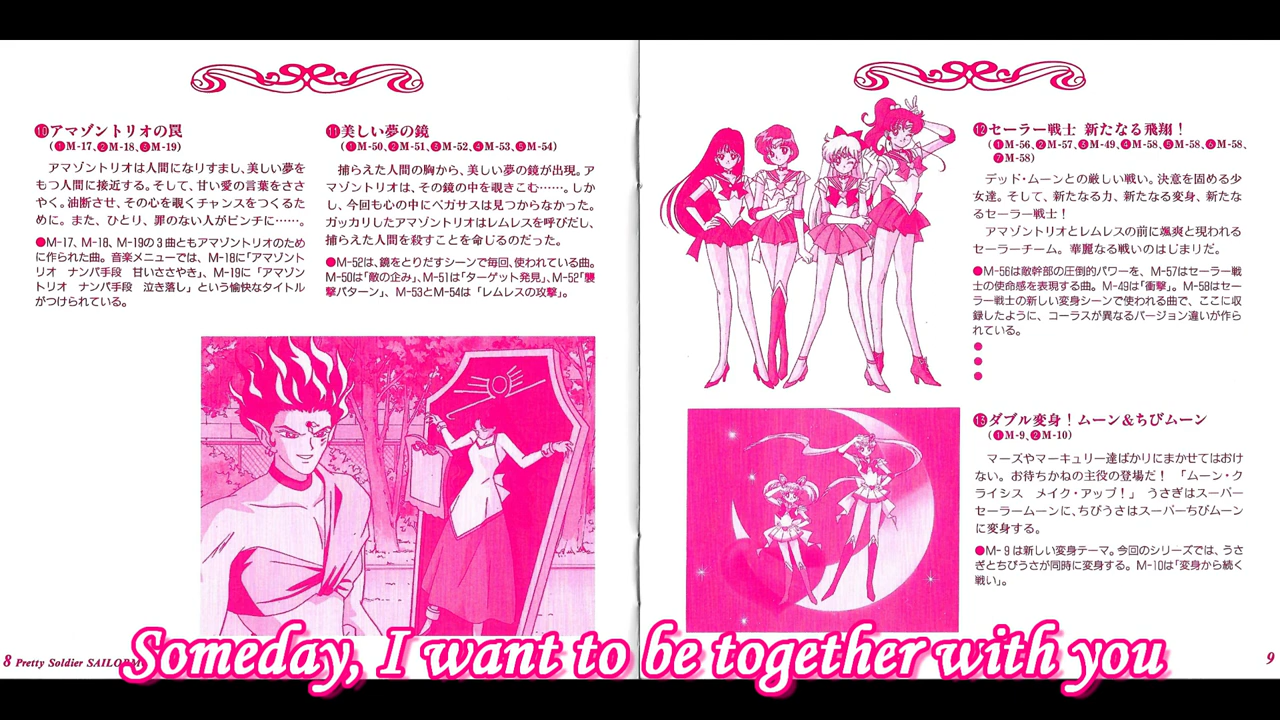 ⑩アマゾントリオの罠
(❶M-17、❷M-18、❸M-19)
アマゾントリオは人間になりすまし、美しい夢を
もつ人間に接近する。そして、甘い愛の言葉をささ
やく。油断させ、その心を覗くチャンスをつくるた
めに。また、ひとり、罪のない人がピンチに……。
●M-17、M-18、M-19の3曲ともアマゾントリオのため
に作られた曲。音楽メニューでは、M-18に「アマゾント
リオ ナンパ手段 甘いささやき」、M-19に「アマゾン
トリオ ナンパ手段 泣き落し」という愉快なタイトル
がつけられている。
⑪美しい夢の鏡
(❶M-50、❷M-51、❸M-52、❹M-53、❺M-54)
捕らえた人間の胸から、美しい夢の鏡が出現。ア
マゾントリオは、その鏡の中を覗きこむ……。しか
し、今回も心の中にペガサスは見つからなかった。
ガッカリしたアマゾントリオはレムレスを呼びだし、
捕らえた人間を殺すことを命じるのだった。
●M-52は、鏡をとりだすシーンで毎回、使われている曲。
M-50は「敵の企み」、M-51は「ターゲット発見」、M-52「襲
撃パターン」、M-53とM-54は「レムレスの攻撃」。
8 Pretty Soldier SAILORM
⑫セーラー戦士 新たなる飛翔!
(❶M-56、❷M-57、❸M-49、❹M-58、❺M-58、❻M-58、
❼M-58)
デッド・ムーンとの厳しい戦い。決意を固める少
女達。そして、新たなる力、新たなる変身、新たな
るセーラー戦士!
アマゾントリオとレムレスの前に颯爽と現われる
セーラーチーム。華麗なる戦いのはじまりだ。
●M-56は敵幹部の圧倒的パワーを、M-57はセーラー戦
士の使命感を表現する曲。M-49は「衝撃」。M-58はセー
ラー戦士の新しい変身シーンで使われる曲で、ここに収
録したように、コーラスが異なるバージョン違いが作ら
れている。
●
●
●
⑬ダブル変身!ムーン&ちびムーン
(❶M-9、❷M-10)
マーズやマーキュリー達ばかりにまかせてはおけ
ない。お待ちかねの主役の登場だ! 「ムーン・ク
ライシス メイク・アップ!」 うさぎはスーパー
セーラームーンに、ちびうさはスーパーちびムーン
に変身する。
●M-9は新しい変身テーマ。今回のシリーズでは、うさ
ぎとちびうさが同時に変身する。M-10は「変身から続く
戦い」。
9
Someday, I want to be together with you